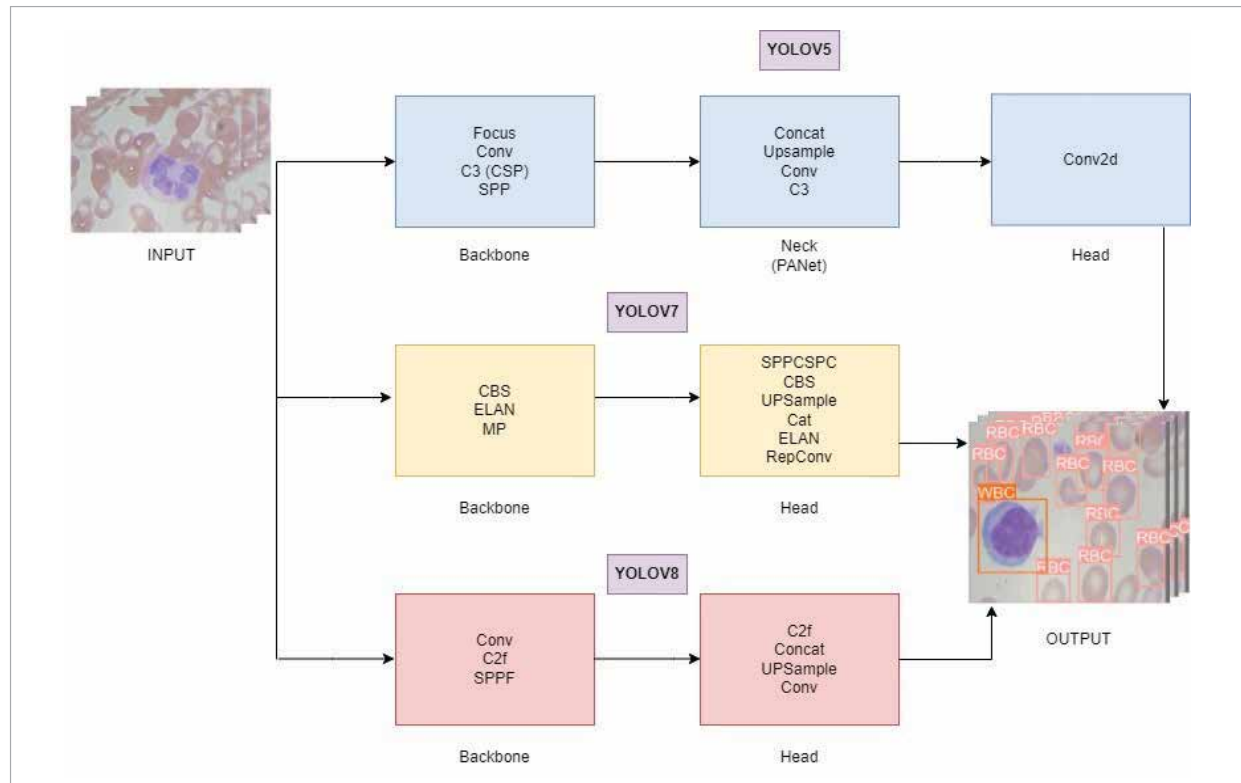 YOLOV5
Focus
Conv
C3 (CSP)
SPP
Concat
Upsample
Conv
C3
Conv2d
INPUT
Backbone
Neck
(PANet)
Head
YOLOV7
CBS
ELAN
MP
SPPCSPC
CBS
UPSample
Cat
ELAN
RepConv
Backbone
Head
RBC
RBC
RBC
RBC
RBC
RBC
WBC
RBC
RBC
RBC
RBC
OUTPUT
YOLOV8
Conv
C2f
SPPF
C2f
Concat
UPSample
Conv
Backbone
Head